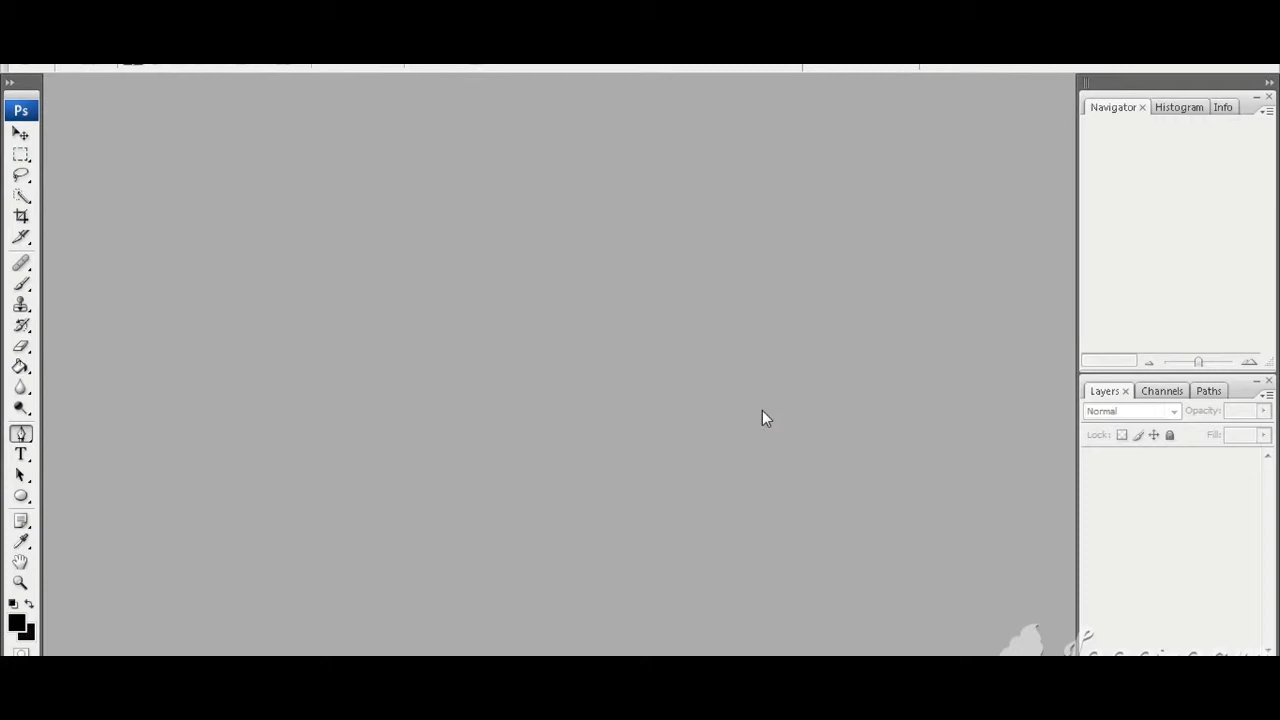 Ps
Navigator
Histogram
Info
Layers
Channels
Paths
Normal
Opacity:
Lock:
Fill:
T